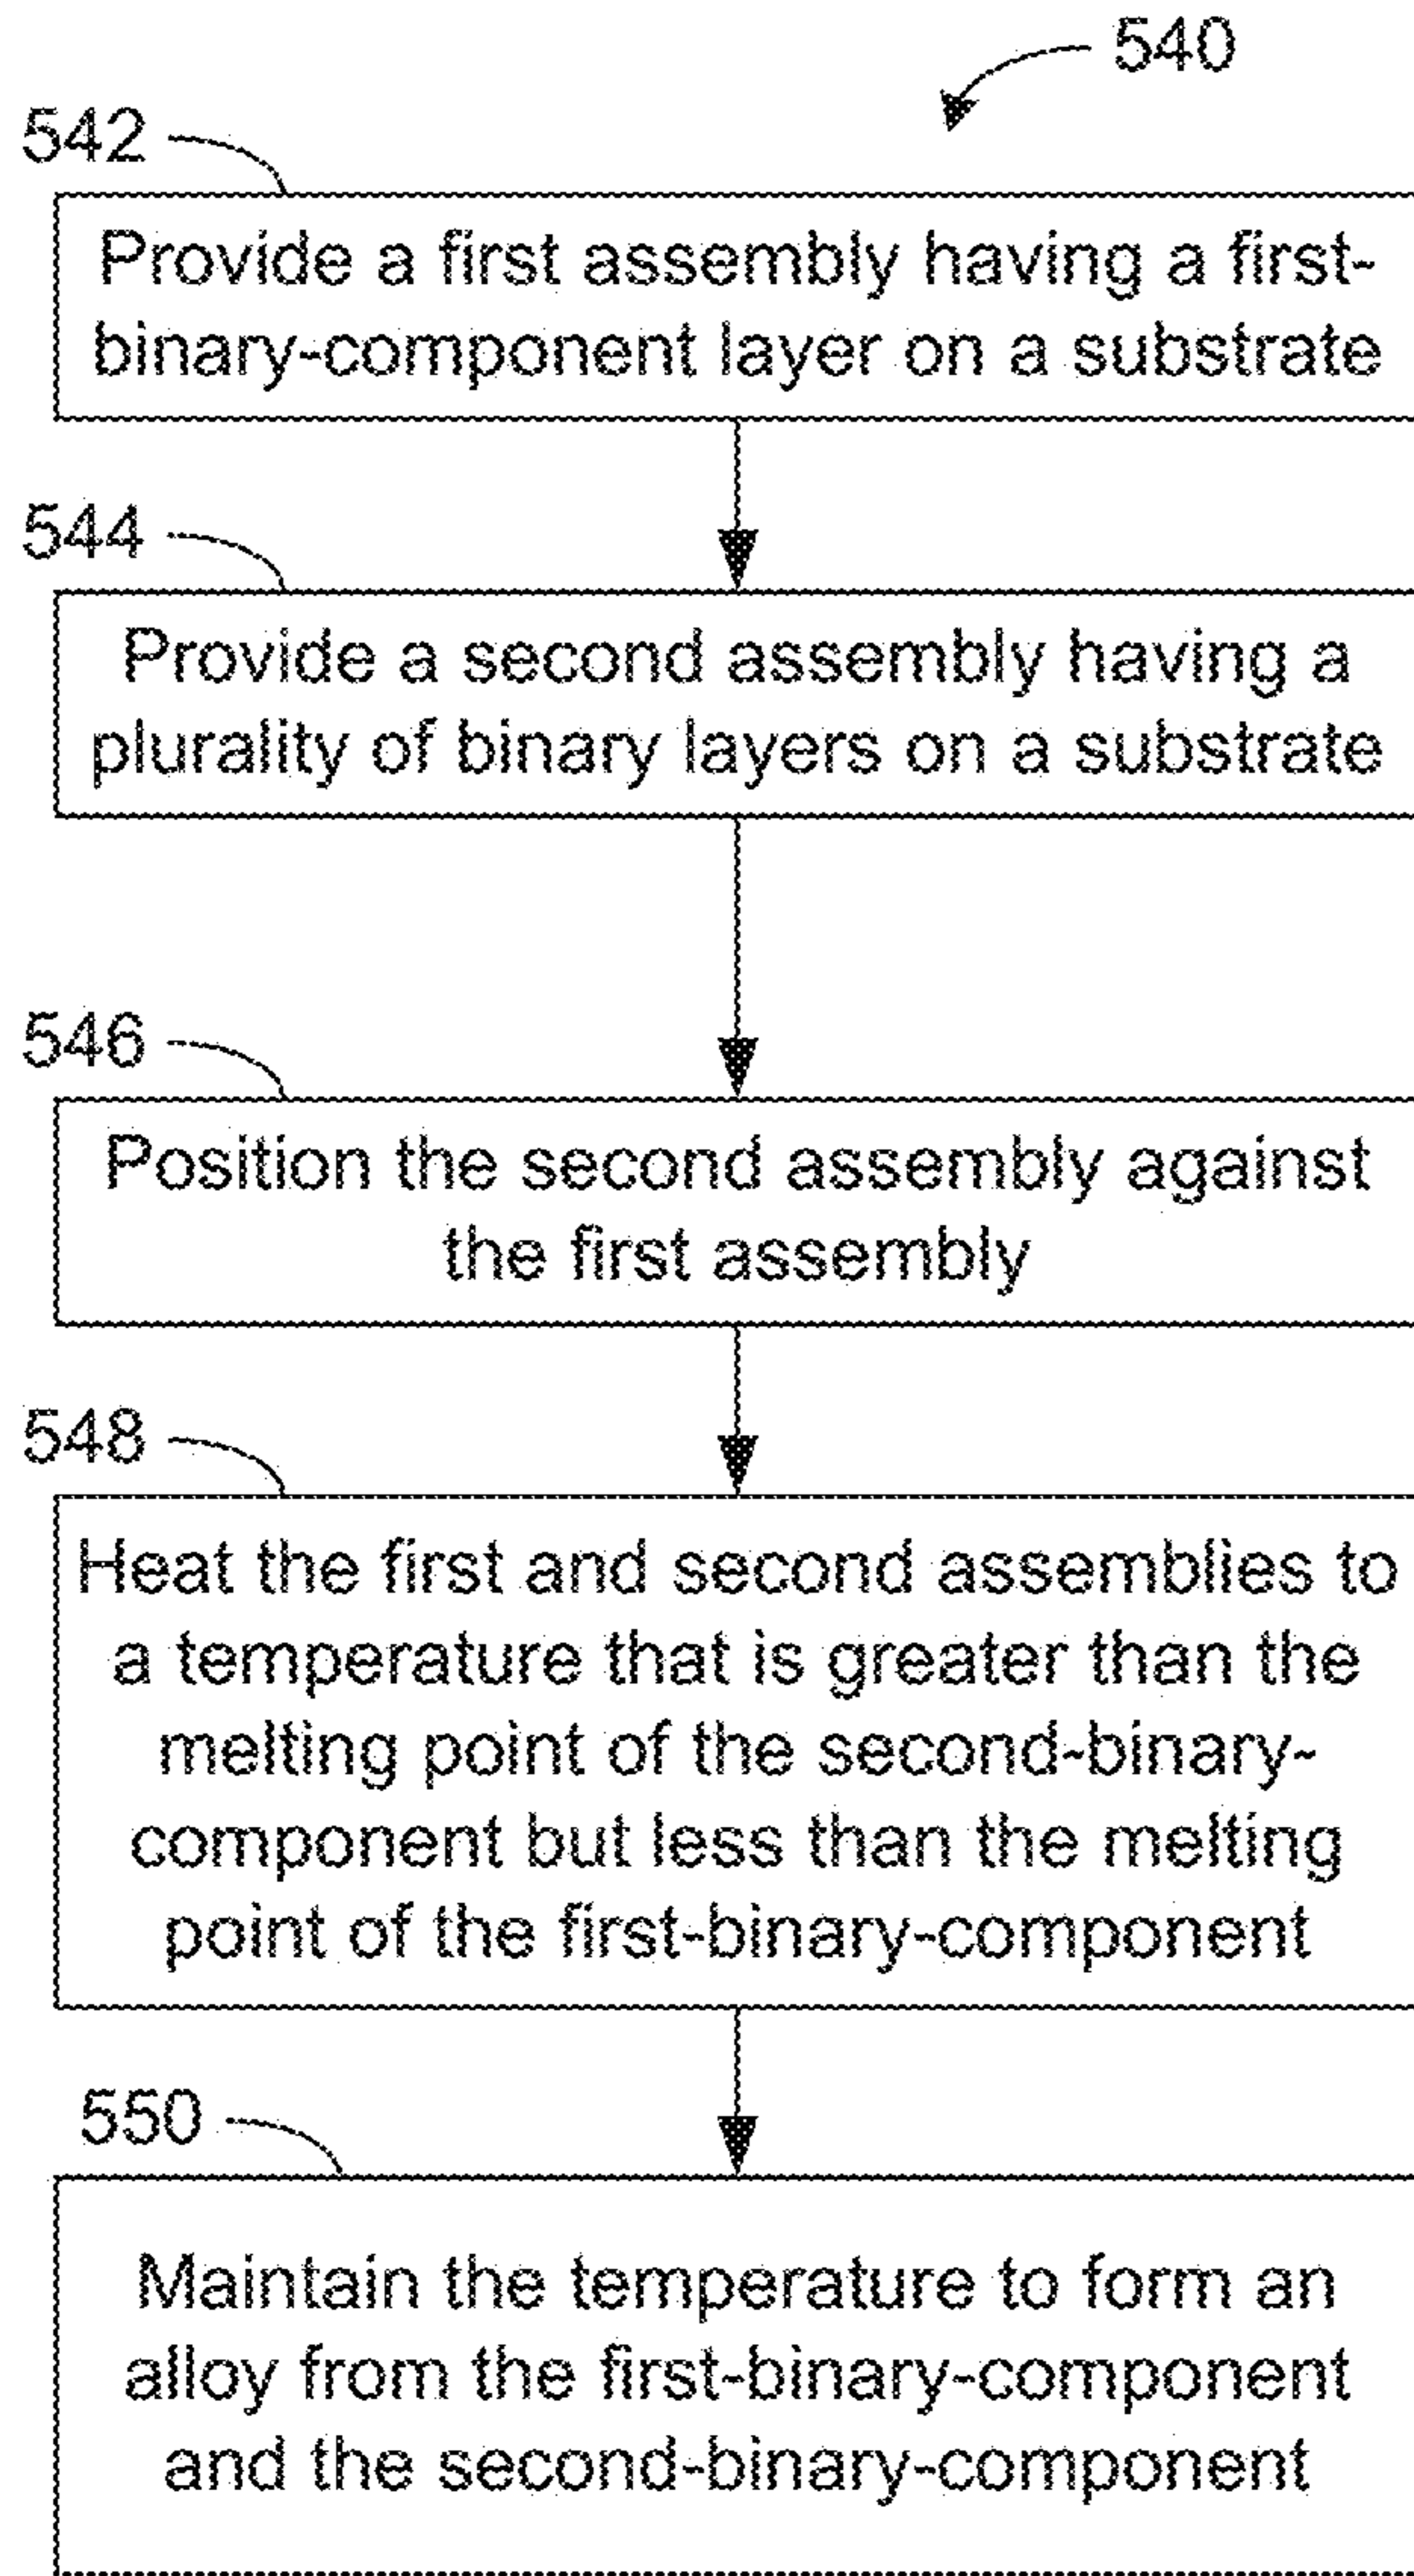 540
542
Provide a first assembly having a first-
binary-component layer on a substrate
544
Provide a second assembly having a
plurality of binary layers on a substrate
546
Position the second assembly against
the first assembly
548
Heat the first and second assemblies to
a temperature that is greater than the
melting point of the second-binary-
component but less than the melting
point of the first-binary-component
550
Maintain the temperature to form an
alloy from the first-binary-component
and the second-binary-component